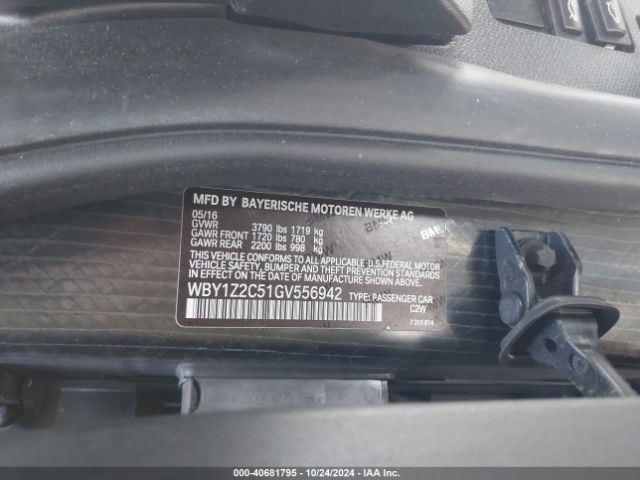 MFD BY BAYERISCHE MOTOREN WERKE AG
05/16
GVWR 3790 lbs 1719 kg
GAWR FRONT 1720 lbs 780 kg
GAWR REAR 2200 lbs 998 kg
THIS VEHICLE CONFORMS TO ALL APPLICABLE U.S.FEDERAL MOTOR
VEHICLE SAFETY, BUMPER AND THEFT PREVENTION STANDARDS IN
EFFECT ON THE DATE OF MANUFACTURE SHOWN ABOVE.
WBY1Z2C51GV556942 TYPE: PASSENGER CAR
C2W
7 315 814
000-40681795 - 10/24/2024 - IAA Inc.